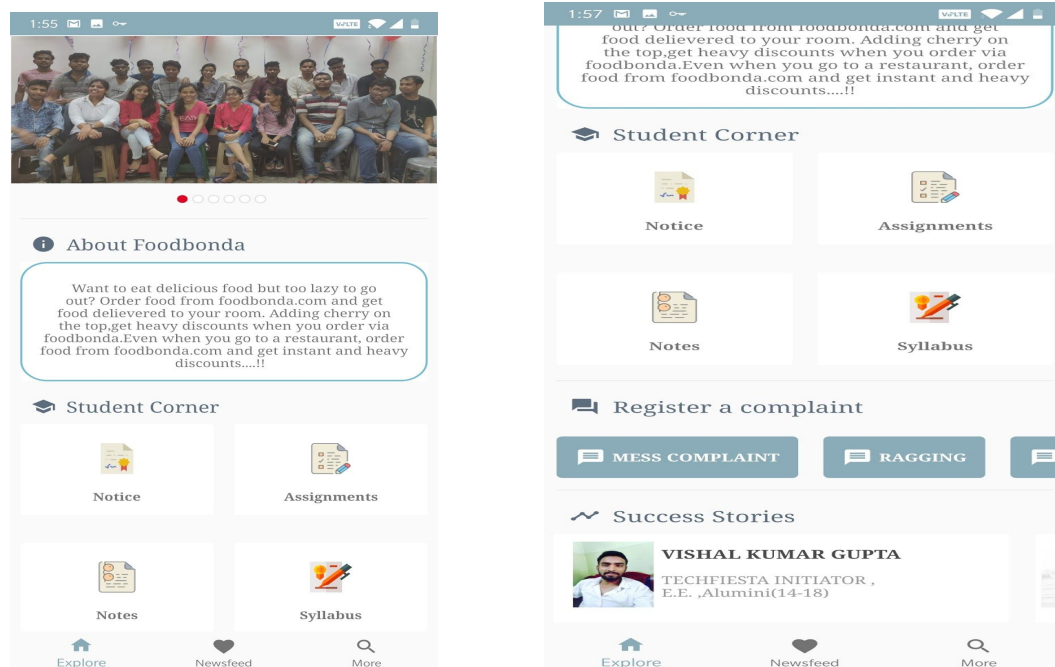 1:55
VoLTE
About Foodbonda
Want to eat delicious food but too lazy to go
out? Order food from foodbonda.com and get
food delievered to your room. Adding cherry on
the top,get heavy discounts when you order via
foodbonda.Even when you go to a restaurant, order
food from foodbonda.com and get instant and heavy
discounts....!!
Student Corner
Notice
Assignments
Notes
Syllabus
Explore
Newsfeed
More
1:57
VoLTE
out? Order food from foodbonda.com and get
food delievered to your room. Adding cherry on
the top,get heavy discounts when you order via
foodbonda.Even when you go to a restaurant, order
food from foodbonda.com and get instant and heavy
discounts....!!
Student Corner
Notice
Assignments
Notes
Syllabus
Register a complaint
MESS COMPLAINT
RAGGING
Success Stories
VISHAL KUMAR GUPTA
TECHFIESTA INITIATOR ,
E.E. ,Alumini(14-18)
Explore
Newsfeed
More